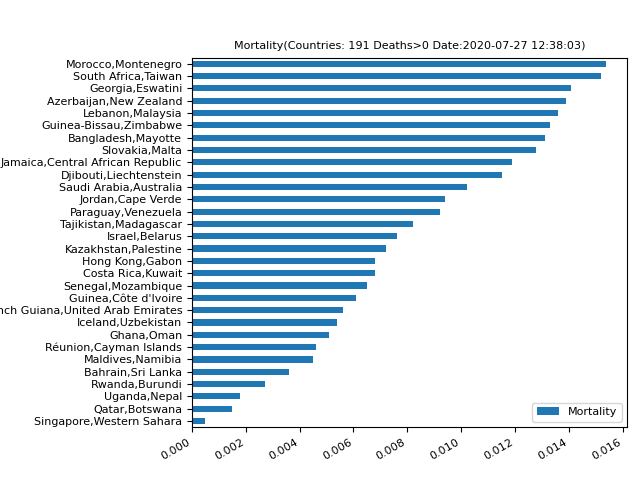 Mortality(Countries: 191 Deaths>0 Date:2020-07-27 12:38:03)
Morocco,Montenegro
South Africa,Taiwan
Georgia,Eswatini
Azerbaijan,New Zealand
Lebanon,Malaysia
Guinea-Bissau,Zimbabwe
Bangladesh,Mayotte
Slovakia,Malta
Jamaica,Central African Republic
Djibouti,Liechtenstein
Saudi Arabia,Australia
Jordan,Cape Verde
Paraguay,Venezuela
Tajikistan,Madagascar
Israel,Belarus
Kazakhstan,Palestine
Hong Kong,Gabon
Costa Rica,Kuwait
Senegal,Mozambique
Guinea,Côte d'Ivoire
nch Guiana,United Arab Emirates
Iceland,Uzbekistan
Ghana,Oman
Réunion,Cayman Islands
Maldives,Namibia
Bahrain,Sri Lanka
Rwanda,Burundi
Uganda,Nepal
Qatar,Botswana
Singapore,Western Sahara
Mortality
0.000 0.002 0.004 0.006 0.008 0.010 0.012 0.014 0.016